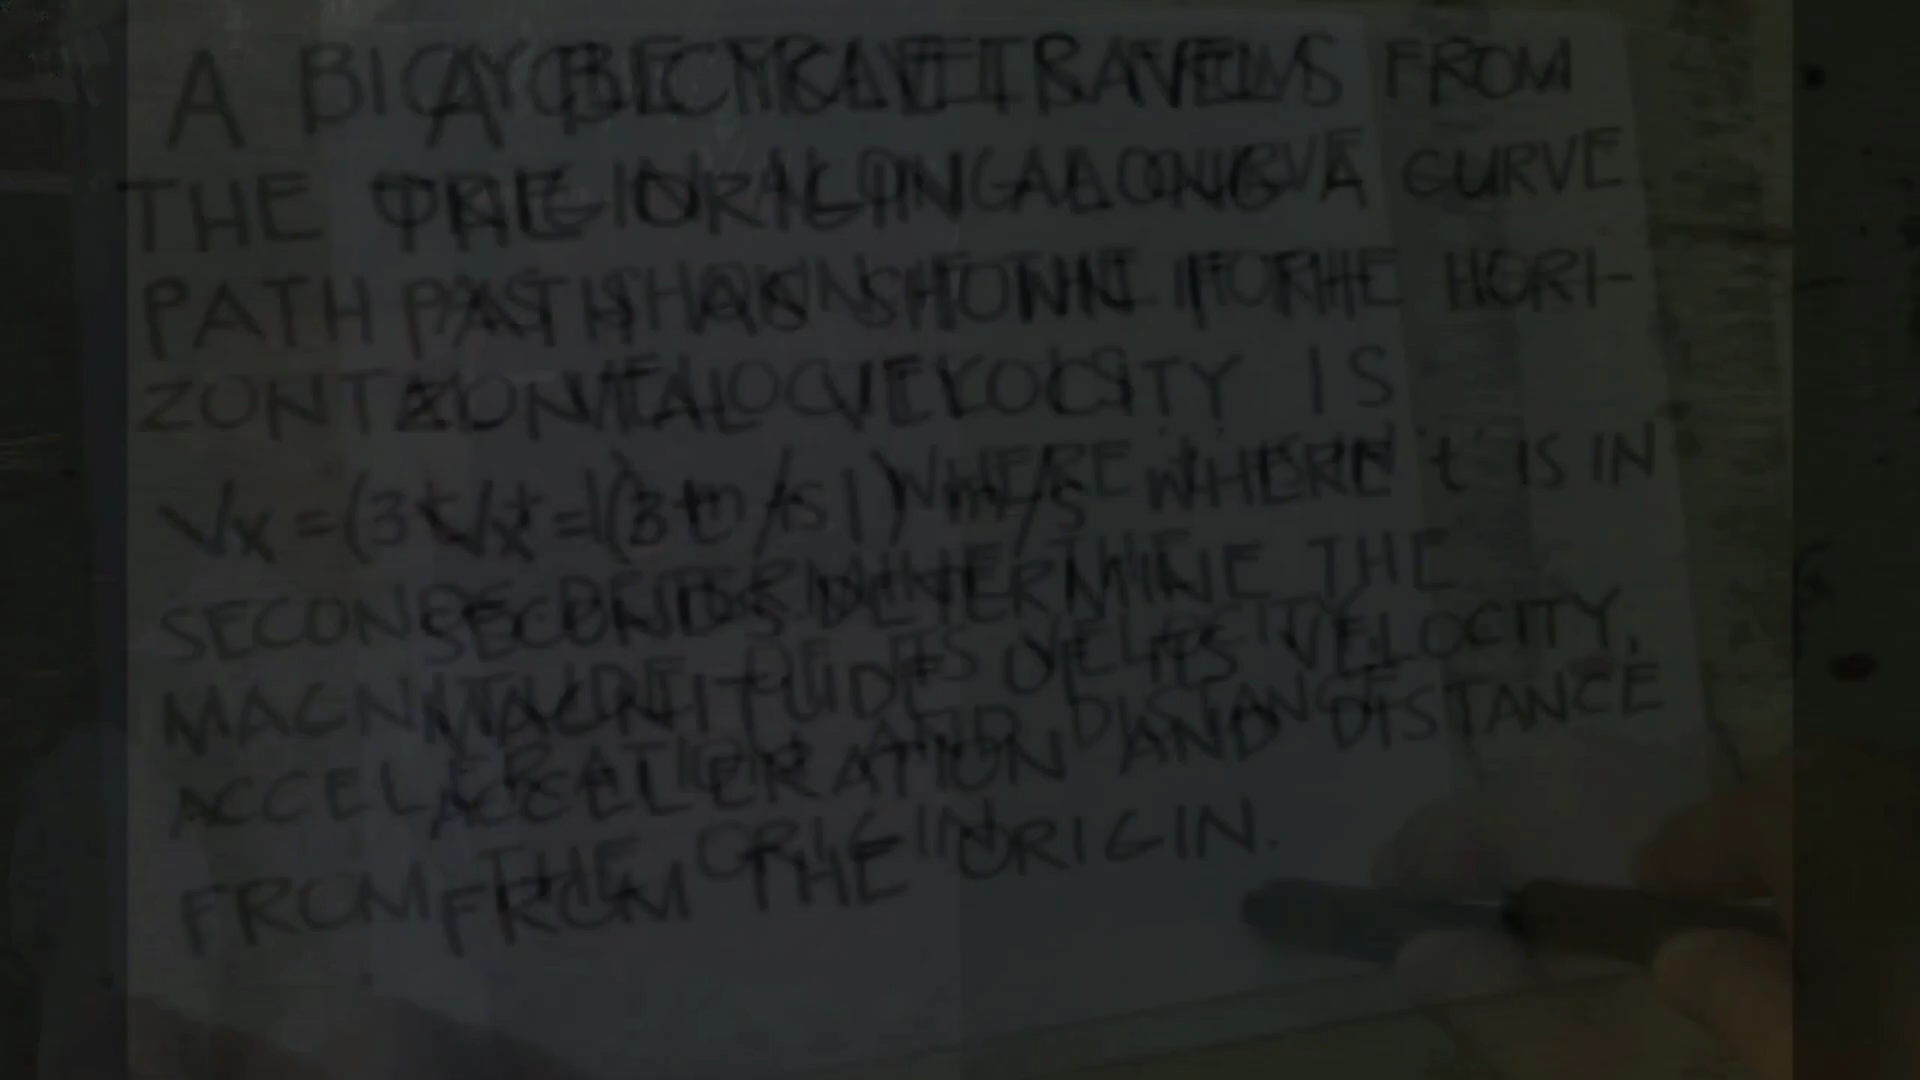 A BICYCLE TRAVELS FROM
THE ORIGIN ALONG A CURVE
PATH AS SHOWN IF THE HORI-
ZONTAL VELOCITY IS
Vx = (3t + 1) m/s WHERE 't' IS IN
SECONDS DETERMINE THE
MAGNITUDE OF ITS VELOCITY,
ACCELERATION AND DISTANCE
FROM THE ORIGIN.